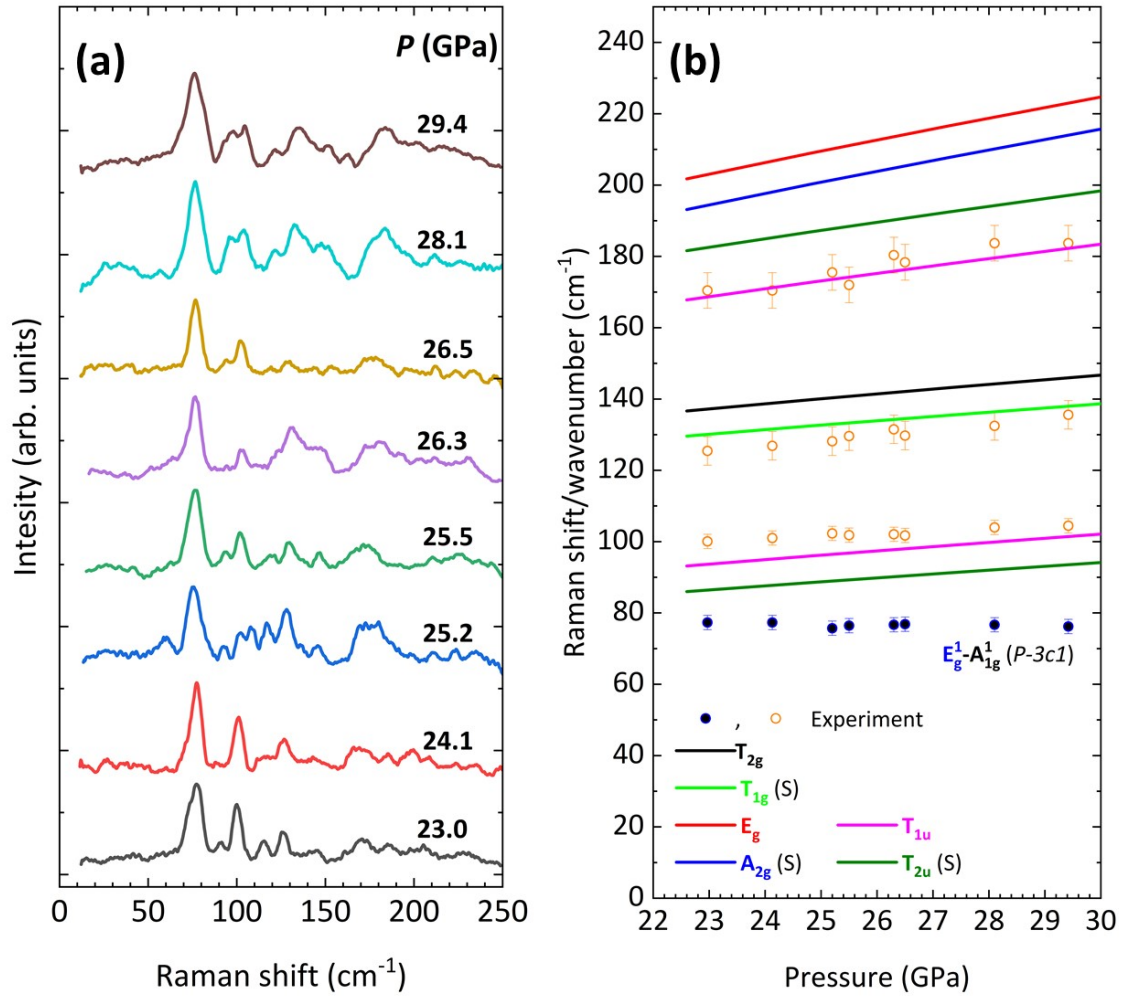 (a)
P (GPa)
29.4
28.1
26.5
26.3
25.5
25.2
24.1
23.0
Intesity (arb. units)
0 50 100 150 200 250
Raman shift (cm⁻¹)
(b)
240
220
200
180
160
140
120
100
80
60
40
20
0
Raman shift/wavenumber (cm⁻¹)
E¹g-A¹1g (P-3c1)
, Experiment
T2g
T1g (S)
Eg T1u
A2g (S) T2u (S)
22 23 24 25 26 27 28 29 30
Pressure (GPa)